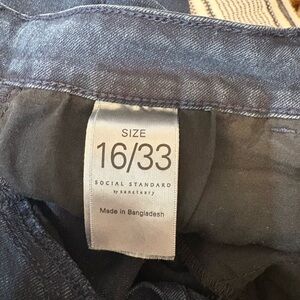 SIZE
16/33
SOCIAL STANDARD
by sanctuary
Made in Bangladesh